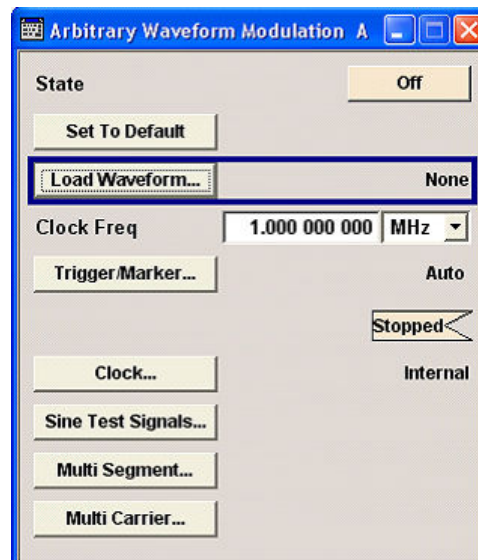 Arbitrary Waveform Modulation A
State Off
Set To Default
Load Waveform... None
Clock Freq 1.000 000 000 MHz
Trigger/Marker... Auto
Stopped
Clock... Internal
Sine Test Signals...
Multi Segment...
Multi Carrier...